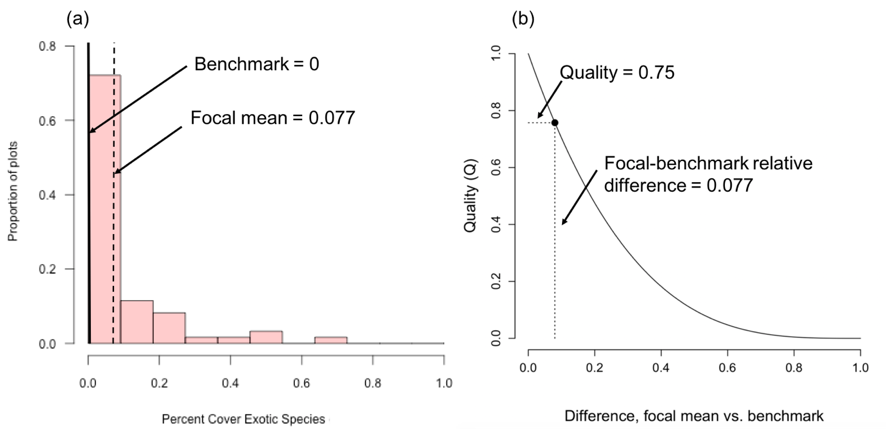 (a)
0.8
0.6
0.4
0.2
0.0
Proportion of plots
Benchmark = 0
Focal mean = 0.077
0.0 0.2 0.4 0.6 0.8 1.0
Percent Cover Exotic Species
(b)
1.0
0.8
0.6
0.4
0.2
0.0
Quality (Q)
Quality = 0.75
Focal-benchmark relative
difference = 0.077
0.0 0.2 0.4 0.6 0.8 1.0
Difference, focal mean vs. benchmark